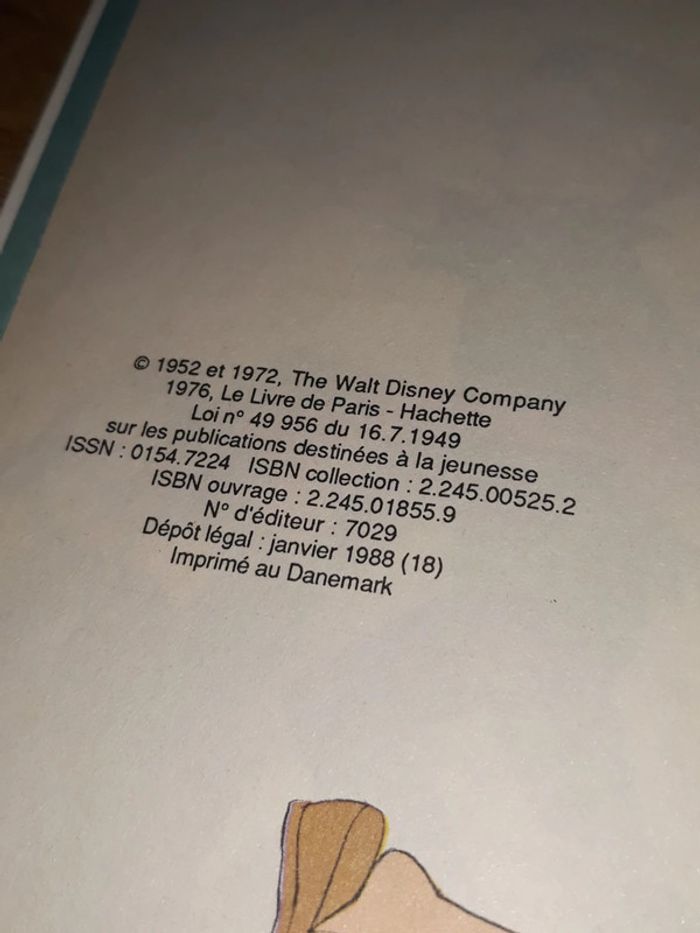 © 1952 et 1972, The Walt Disney Company
1976, Le Livre de Paris - Hachette
Loi n° 49 956 du 16.7.1949
sur les publications destinées à la jeunesse
ISSN : 0154.7224 ISBN collection : 2.245.00525.2
ISBN ouvrage : 2.245.01855.9
N° d'éditeur : 7029
Dépôt légal : janvier 1988 (18)
Imprimé au Danemark